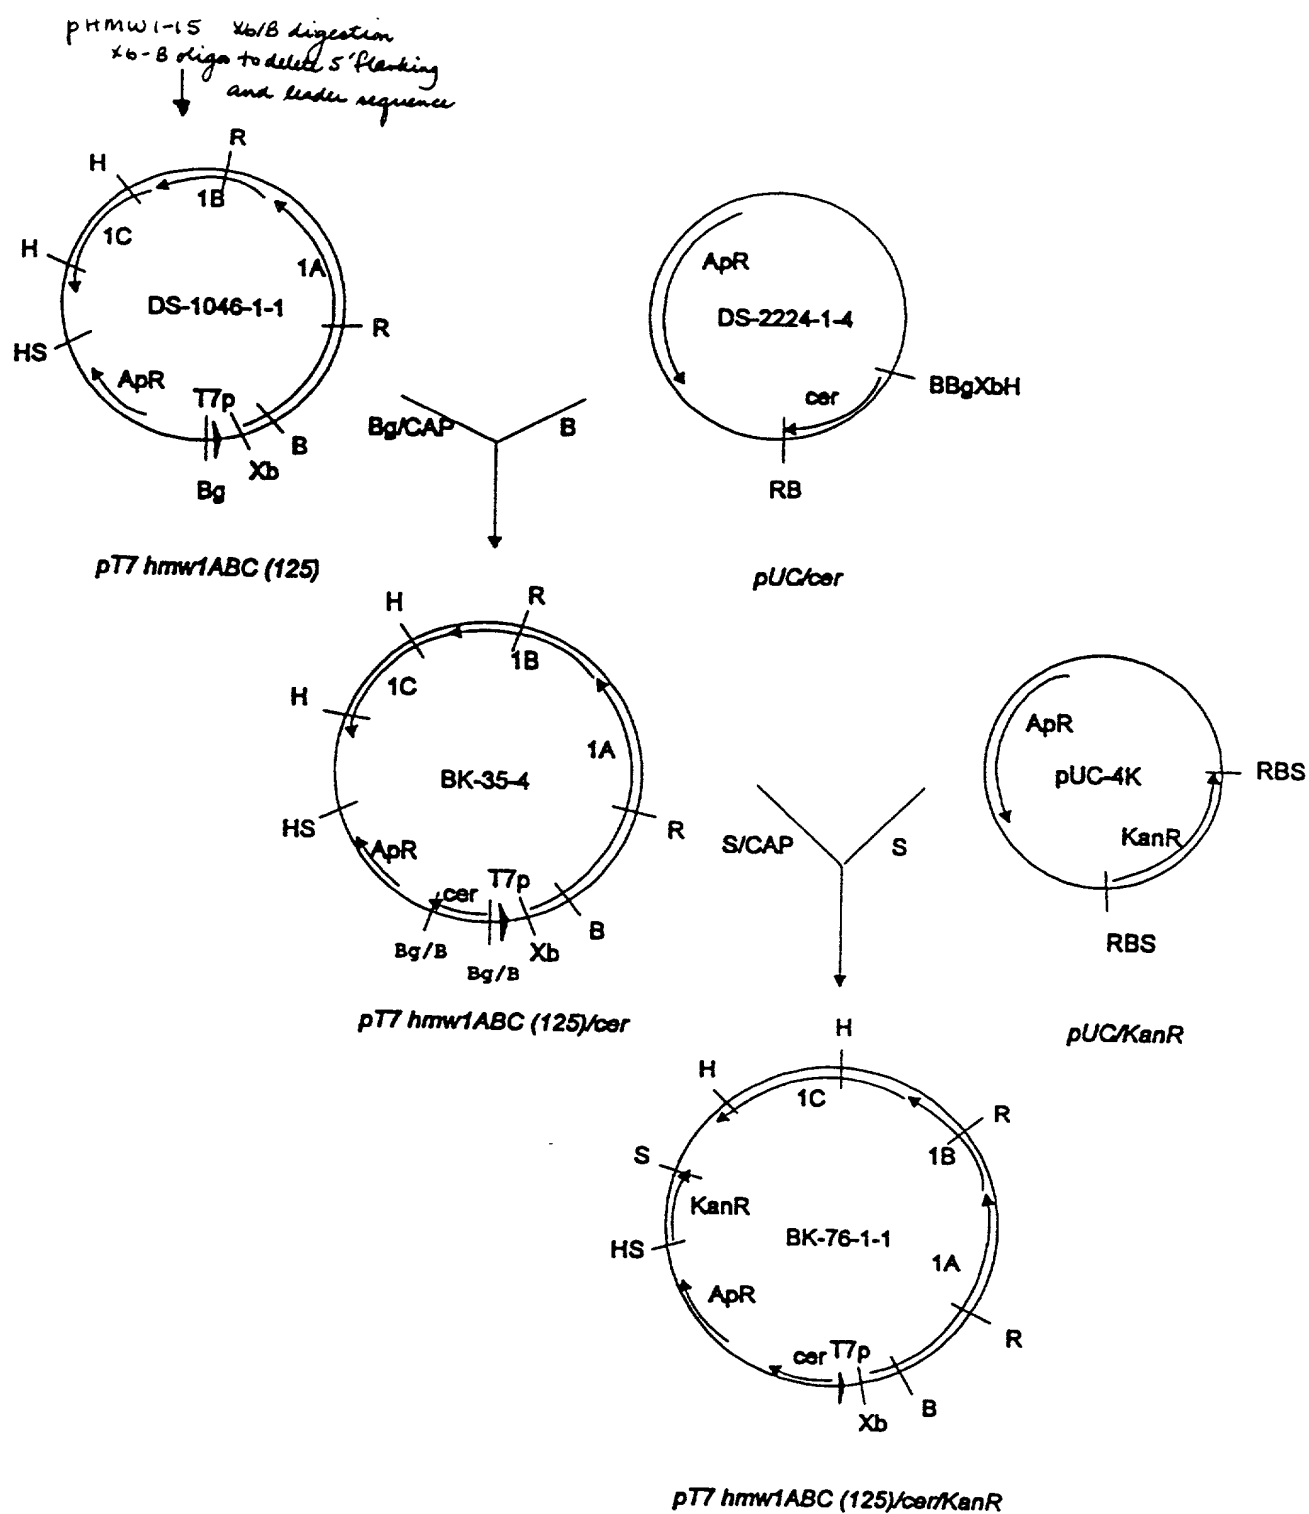 pHMW1-15 Xb/B digestion
Xb-B oligo to delete 5' flanking
and leader sequence
R
H
1B
1C
H
1A
DS-1046-1-1
R
HS
ApR
T7p
B
Xb
Bg
pT7 hmw1ABC (125)
ApR
DS-2224-1-4
BBgXbH
cer
RB
pUC/cer
Bg/CAP
B
R
H
1B
1C
H
1A
BK-35-4
HS
R
ApR
cer
T7p
B
Bg/B
Xb
Bg/B
pT7 hmw1ABC (125)/cer
ApR
pUC-4K
RBS
KanR
RBS
pUC/KanR
S/CAP
S
H
H
1C
R
S
1B
KanR
BK-76-1-1
HS
1A
ApR
R
cer
T7p
B
Xb
pT7 hmw1ABC (125)/cer/KanR